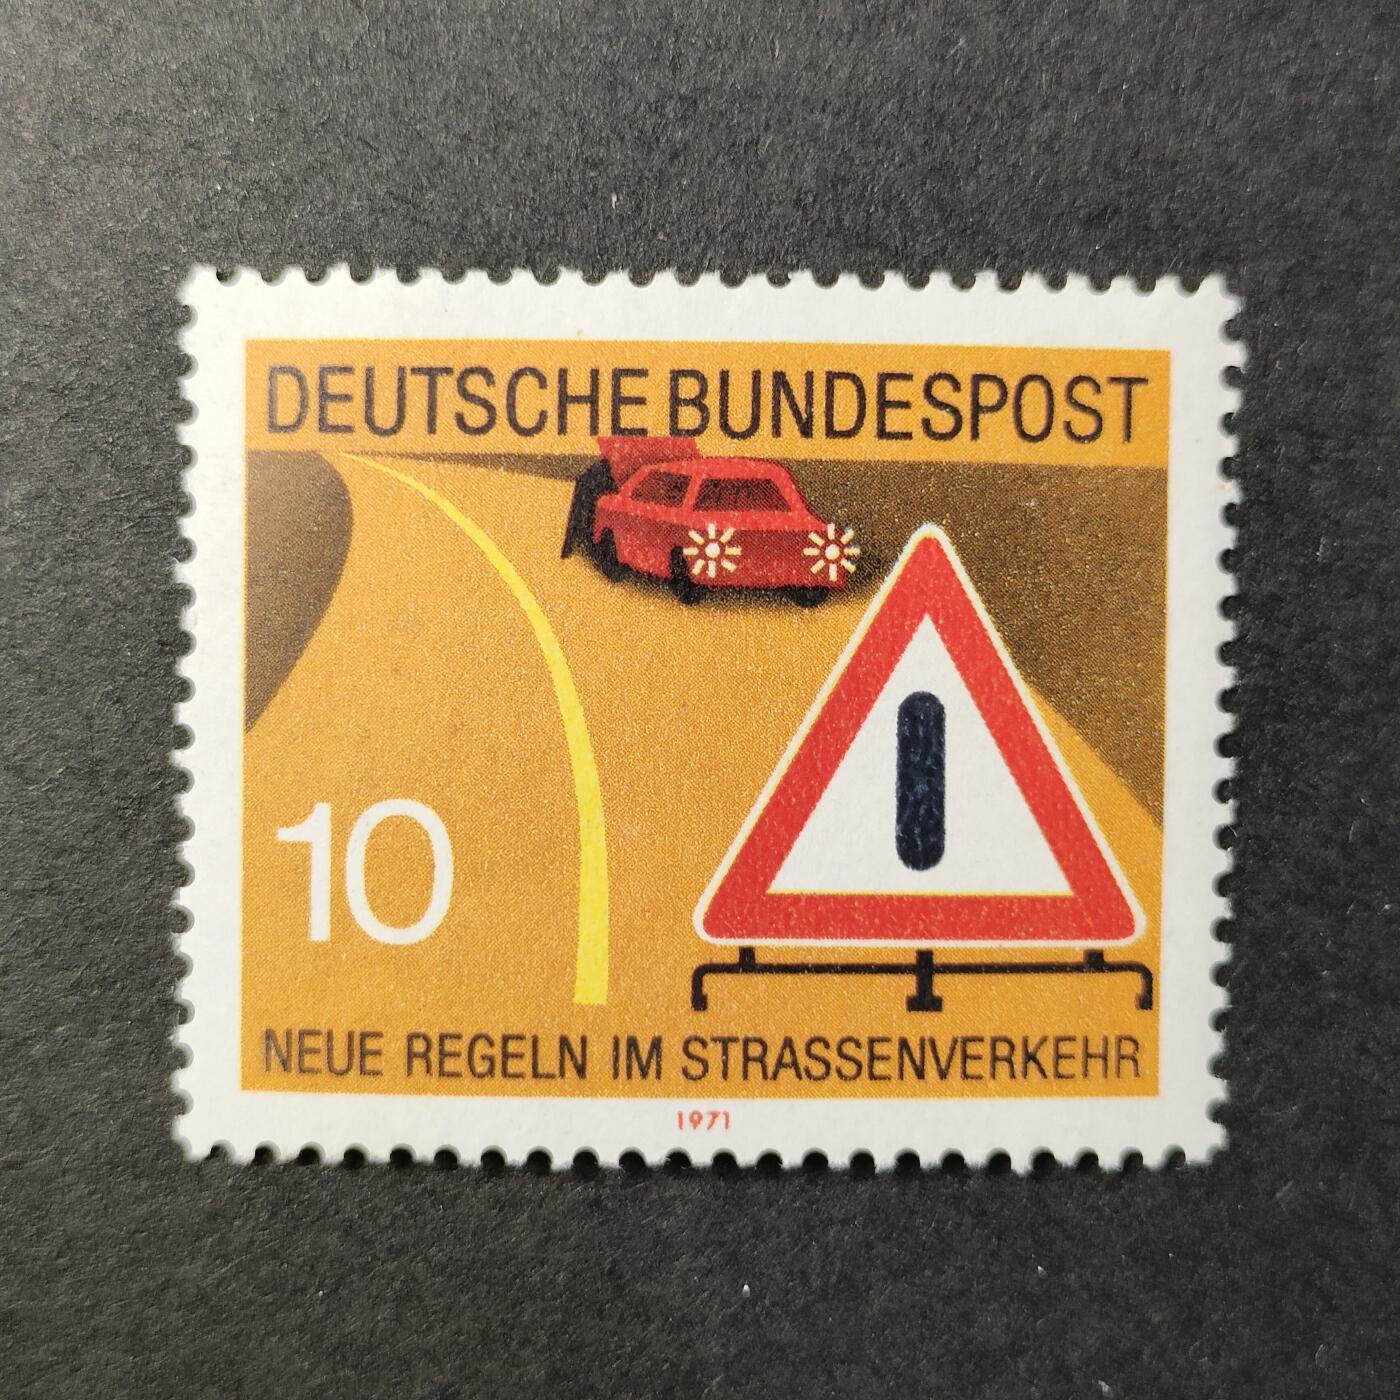 DEUTSCHE BUNDESPOST
10
NEUE REGELN IM STRASSENVERKEHR
1971